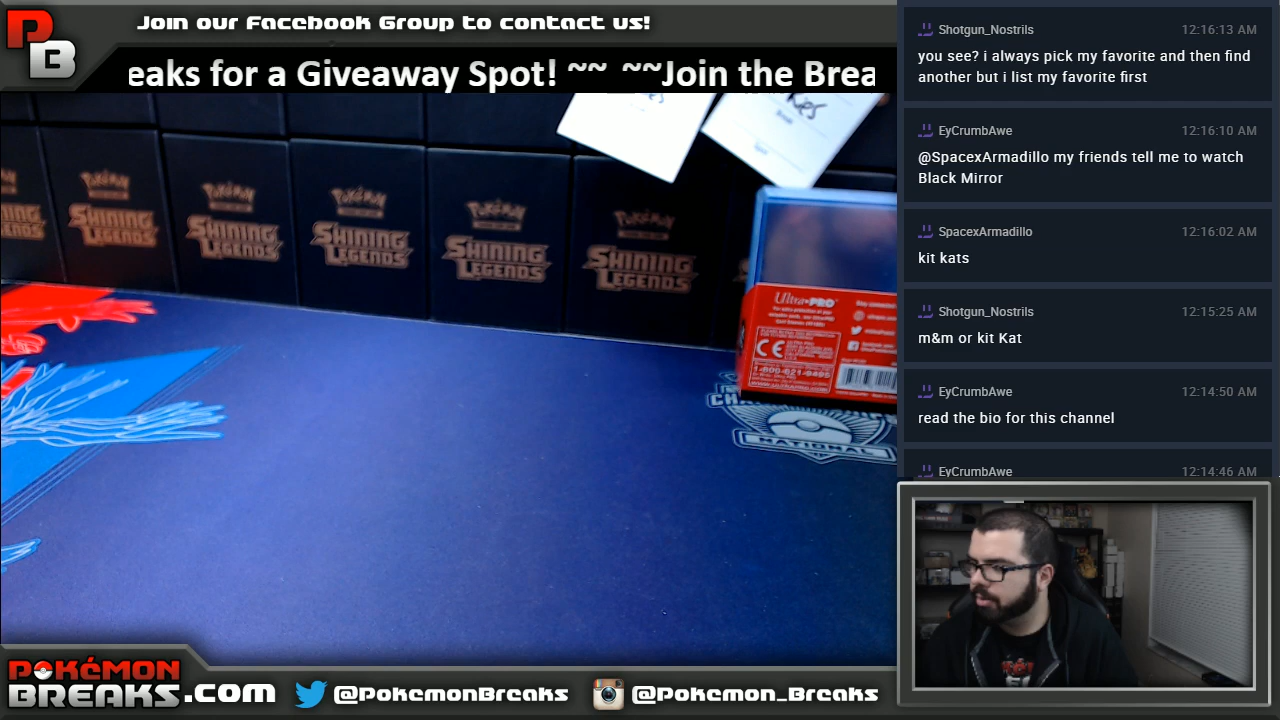 Join our Facebook Group to contact us!
PB
eaks for a Giveaway Spot! ~~ ~~Join the Brea
Shotgun_Nostrils 12:16:13 AM
you see? i always pick my favorite and then find
another but i list my favorite first
EyCrumbAwe 12:16:10 AM
@SpacexArmadillo my friends tell me to watch
Black Mirror
SpacexArmadillo 12:16:02 AM
kit kats
Shotgun_Nostrils 12:15:25 AM
m&m or kit Kat
EyCrumbAwe 12:14:50 AM
read the bio for this channel
EyCrumbAwe 12:14:46 AM
Pokémon
SHINING
LEGENDS
Pokémon
SHINING
LEGENDS
Pokémon
SHINING
LEGENDS
Pokémon
SHINING
LEGENDS
Pokémon
SHINING
LEGENDS
Ultra PRO
CE
1-800-621-9895
NATIONAL
POKéMON
BREAKS.com
@PokemonBreaks
@Pokemon_Breaks